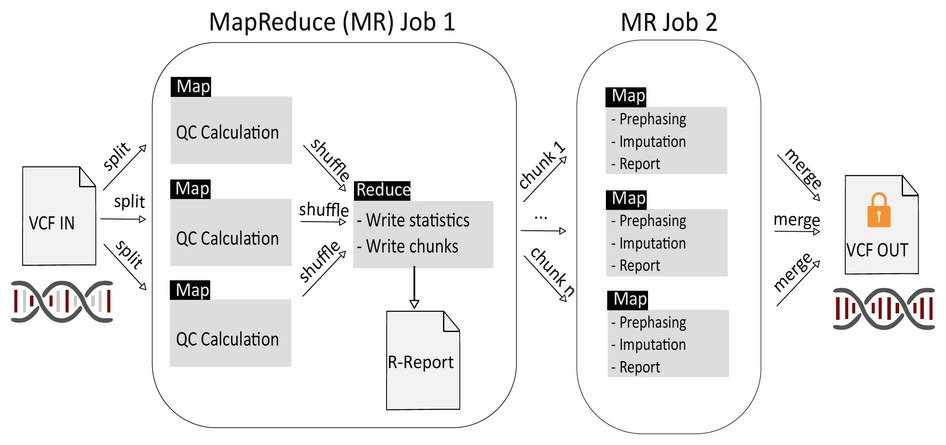 MapReduce (MR) Job 1
MR Job 2
VCF IN
split
split
split
Map
QC Calculation
Map
QC Calculation
Map
QC Calculation
shuffle
shuffle
shuffle
Reduce
- Write statistics
- Write chunks
R-Report
chunk 1
...
chunk n
Map
- Prephasing
- Imputation
- Report
Map
- Prephasing
- Imputation
- Report
Map
- Prephasing
- Imputation
- Report
merge
merge
merge
VCF OUT